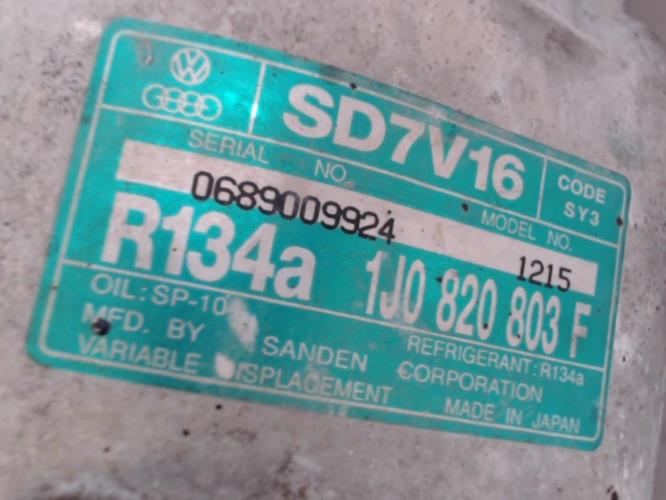 SD7V16
CODE
SY3
SERIAL NO.
MODEL NO.
0689009924
1215
R134a
1J0 820 803 F
OIL: SP-10
REFRIGERANT: R134a
MFD. BY SANDEN CORPORATION
VARIABLE DISPLACEMENT
MADE IN JAPAN